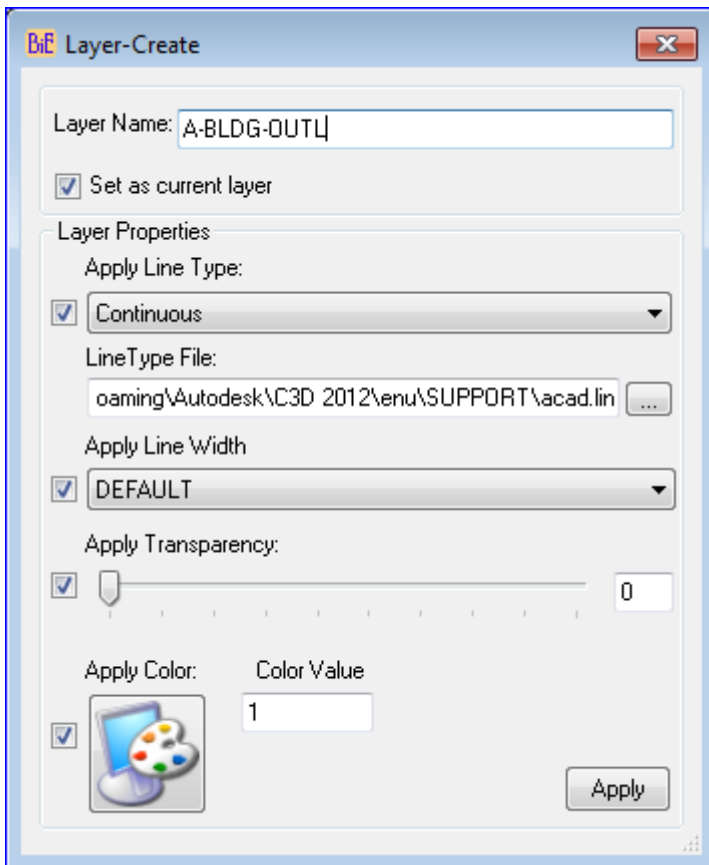 BiE Layer-Create
Layer Name: A-BLDG-OUTL
Set as current layer
Layer Properties
Apply Line Type:
Continuous
LineType File:
oaming\Autodesk\C3D 2012\enu\SUPPORT\acad.lin ...
Apply Line Width
DEFAULT
Apply Transparency:
0
Apply Color: Color Value
1
Apply